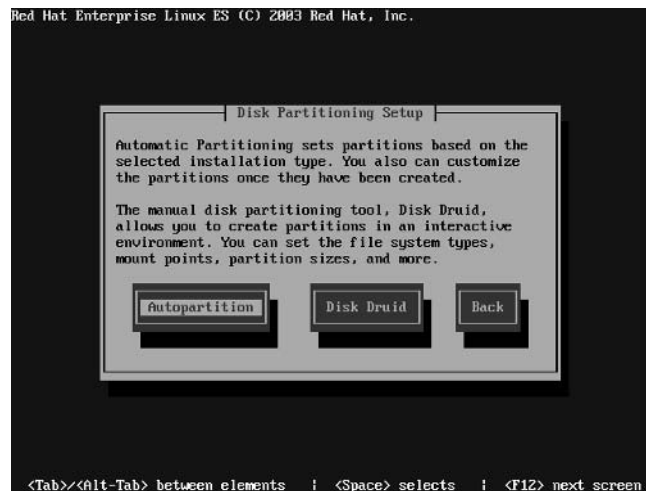 Red Hat Enterprise Linux ES (C) 2003 Red Hat, Inc.
Disk Partitioning Setup
Automatic Partitioning sets partitions based on the
selected installation type. You also can customize
the partitions once they have been created.
The manual disk partitioning tool, Disk Druid,
allows you to create partitions in an interactive
environment. You can set the file system types,
mount points, partition sizes, and more.
Autopartition Disk Druid Back
<Tab>/<Alt-Tab> between elements | <Space> selects | <F12> next screen